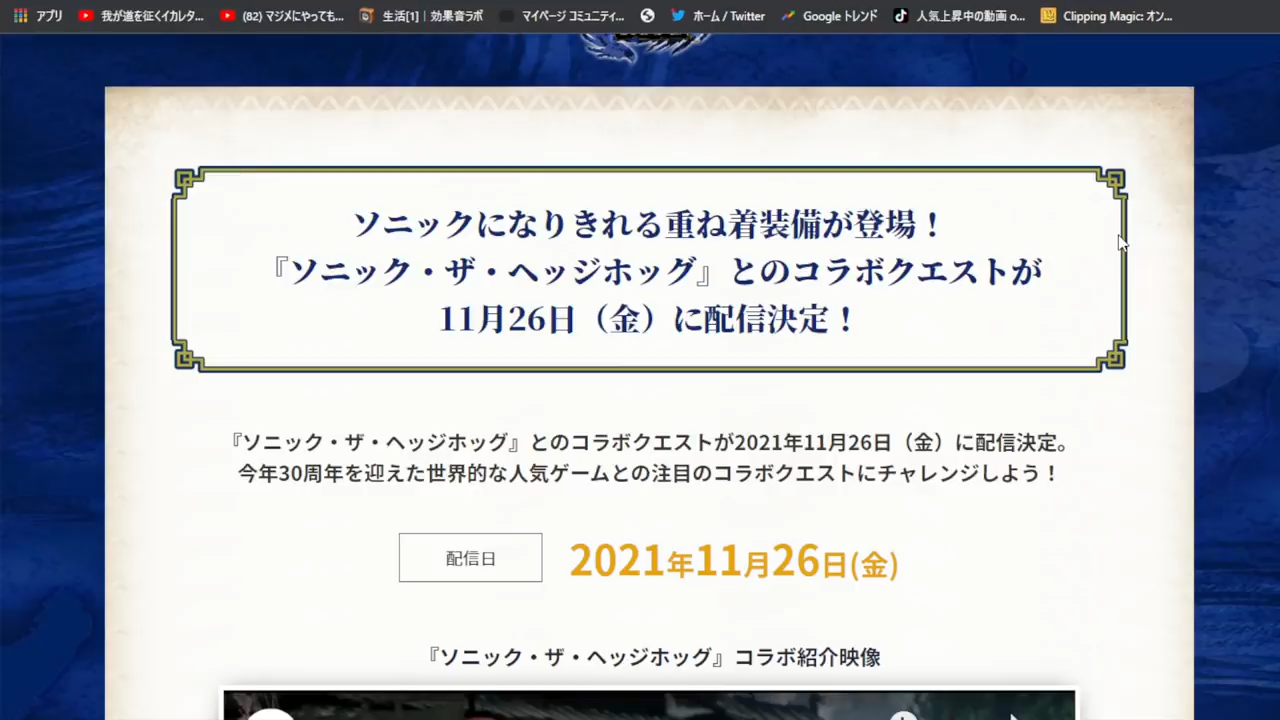 アプリ
我が道を征くイカレタ...
(82) マジメにやっても...
生活[1]｜効果音ラボ
マイページ コミュニティ...
ホーム / Twitter
Google トレンド
人気上昇中の動画 o...
Clipping Magic: オン...
ソニックになりきれる重ね着装備が登場！
『ソニック・ザ・ヘッジホッグ』とのコラボクエストが
11月26日（金）に配信決定！
『ソニック・ザ・ヘッジホッグ』とのコラボクエストが2021年11月26日（金）に配信決定。
今年30周年を迎えた世界的な人気ゲームとの注目のコラボクエストにチャレンジしよう！
配信日
2021年11月26日(金)
『ソニック・ザ・ヘッジホッグ』コラボ紹介映像